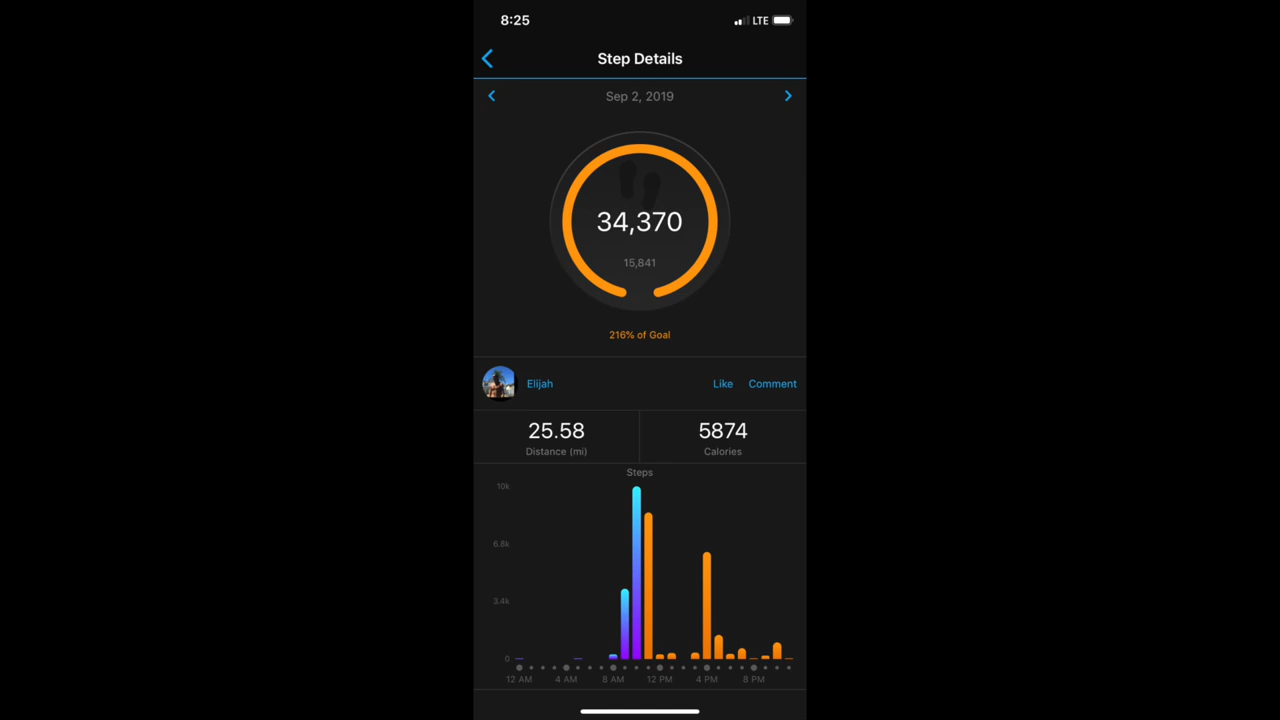 8:25 LTE
Step Details
Sep 2, 2019
34,370
15,841
216% of Goal
Elijah Like Comment
25.58 5874
Distance (mi) Calories
Steps
10k
6.8k
3.4k
0
12 AM 4 AM 8 AM 12 PM 4 PM 8 PM